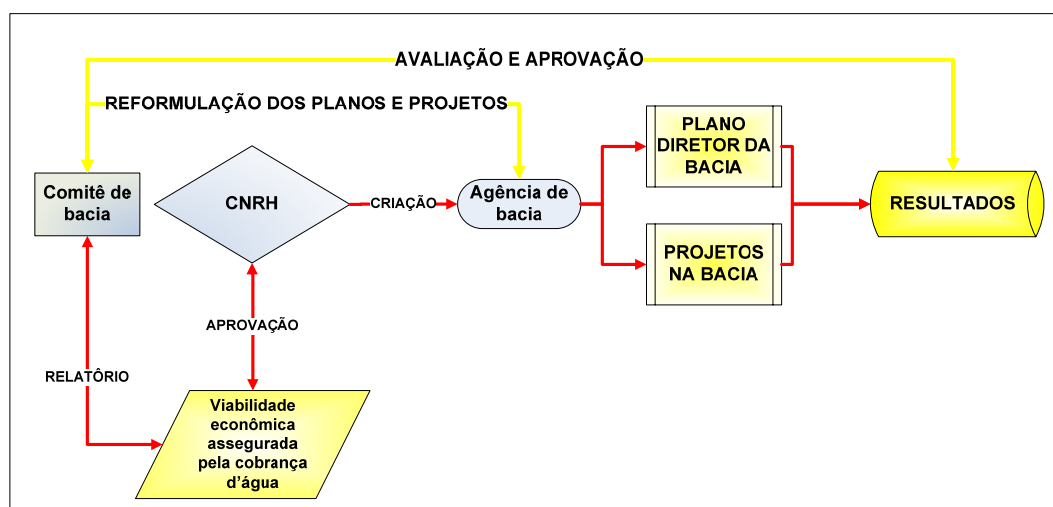 AVALIAÇÃO E APROVAÇÃO
REFORMULAÇÃO DOS PLANOS E PROJETOS
Comitê de
bacia
CNRH
CRIAÇÃO
Agência de
bacia
PLANO
DIRETOR DA
BACIA
PROJETOS
NA BACIA
RESULTADOS
APROVAÇÃO
RELATÓRIO
Viabilidade
econômica
assegurada
pela cobrança
d’água